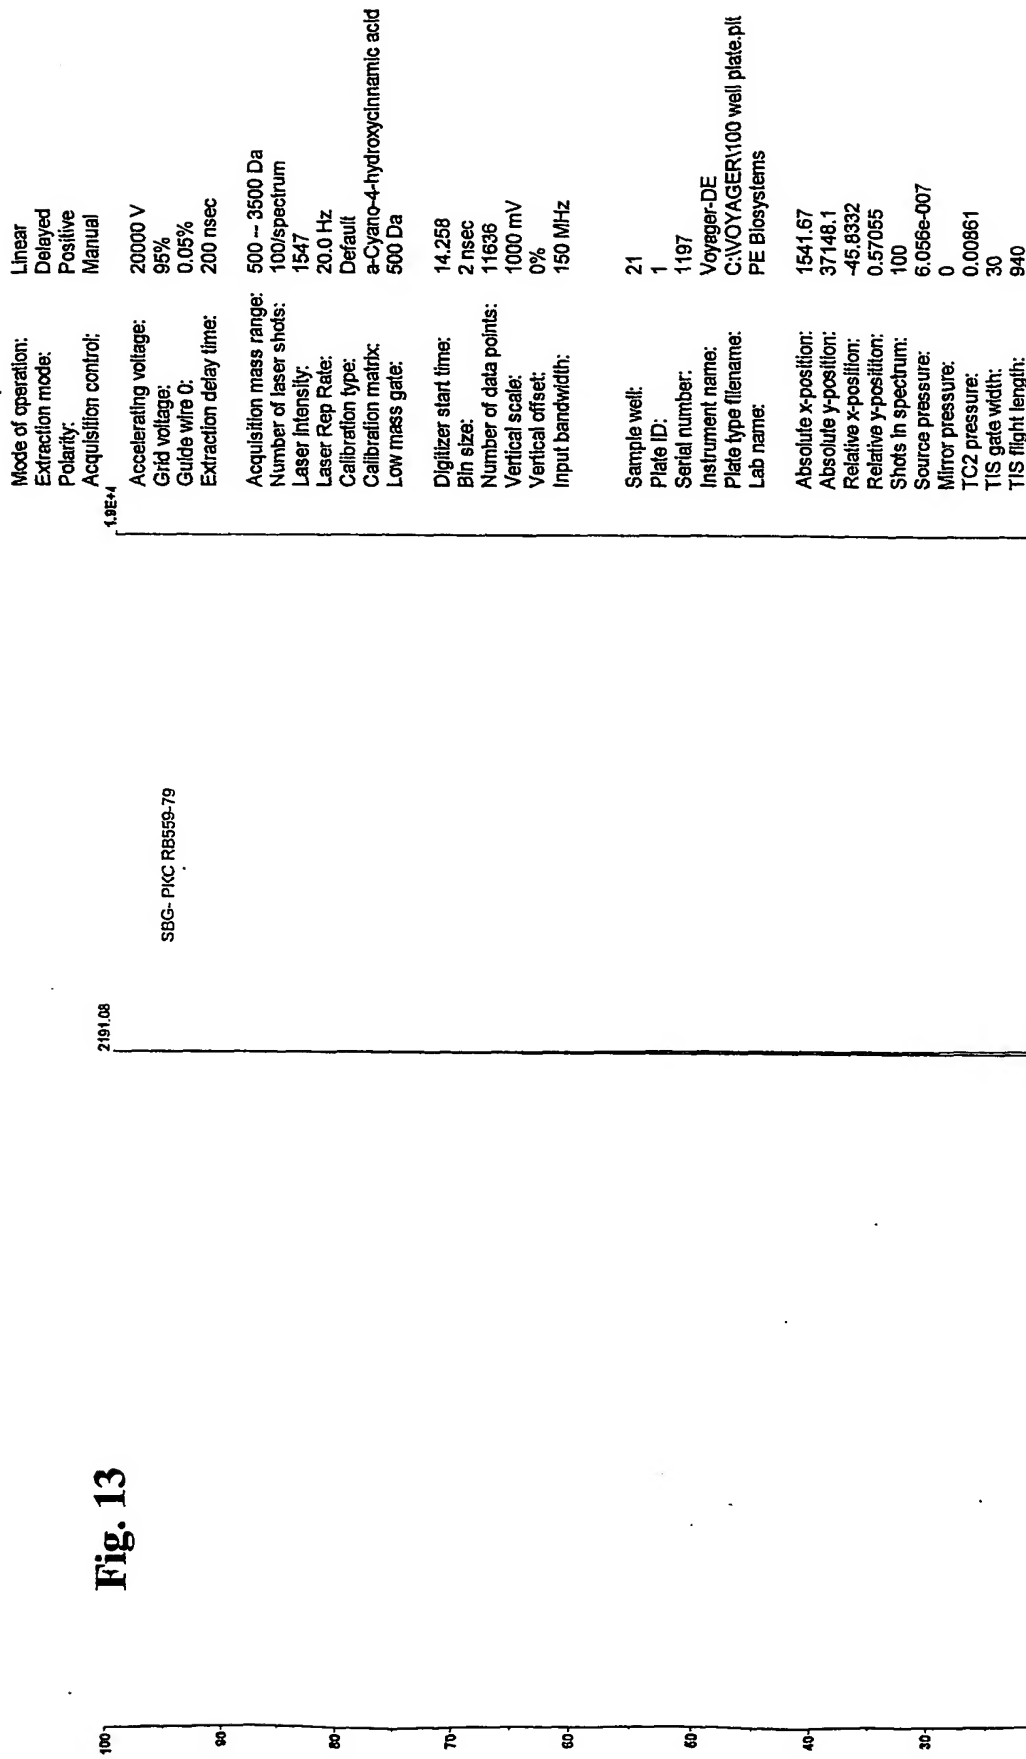 Fig. 13
2191.08
SBG- PKC RB559-79
1.9E+4
100
90
80
70
60
50
40
30
Mode of operation: Linear
Extraction mode: Delayed
Polarity: Positive
Acquisition control: Manual
Accelerating voltage: 20000 V
Grid voltage: 95%
Guide wire 0: 0.05%
Extraction delay time: 200 nsec
Acquisition mass range: 500 -- 3500 Da
Number of laser shots: 100/spectrum
Laser Intensity: 1547
Laser Rep Rate: 20.0 Hz
Calibration type: Default
Calibration matrix: a-Cyano-4-hydroxycinnamic acid
Low mass gate: 500 Da
Digitizer start time: 14.258
Bin size: 2 nsec
Number of data points: 11636
Vertical scale: 1000 mV
Vertical offset: 0%
Input bandwidth: 150 MHz
Sample well: 21
Plate ID: 1
Serial number: 1197
Instrument name: Voyager-DE
Plate type filename: C:\VOYAGER\100 well plate.plt
Lab name: PE Biosystems
Absolute x-position: 1541.67
Absolute y-position: 37148.1
Relative x-position: -45.8332
Relative y-posititon: 0.57055
Shots in spectrum: 100
Source pressure: 6.056e-007
Mirror pressure: 0
TC2 pressure: 0.00861
TIS gate width: 30
TIS flight length: 940